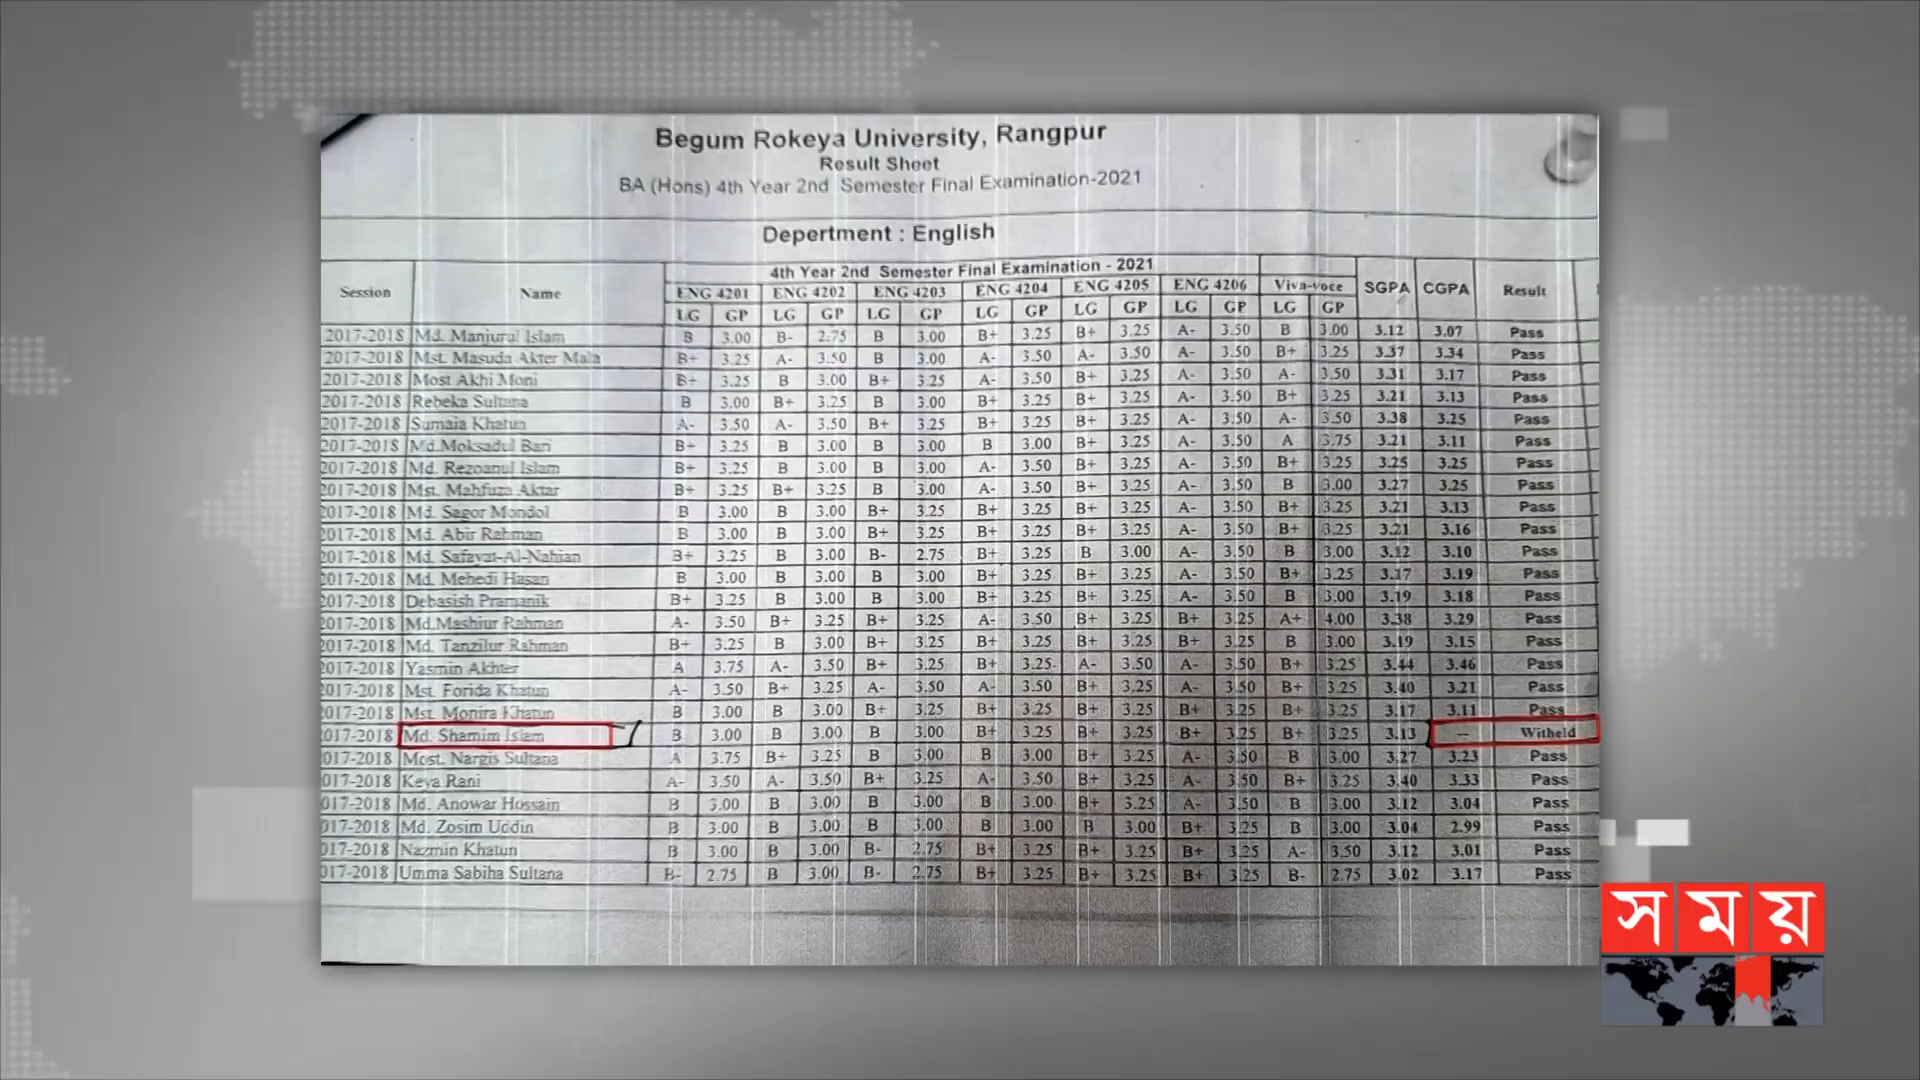 Begum Rokeya University, Rangpur
Result Sheet
BA (Hons) 4th Year 2nd Semester Final Examination-2021
Depertment : English
4th Year 2nd Semester Final Examination - 2021
Session Name ENG 4201 ENG 4202 ENG 4203 ENG 4204 ENG 4205 ENG 4206 Viva-voce SGPA CGPA Result
LG GP LG GP LG GP LG GP LG GP LG GP LG GP
2017-2018 Md. Manjurul Islam B 3.00 B- 2.75 B 3.00 B+ 3.25 B+ 3.25 A- 3.50 B 3.00 3.12 3.07 Pass
2017-2018 Mst. Masuda Akter Mala B+ 3.25 A- 3.50 B 3.00 A- 3.50 A- 3.50 A- 3.50 B+ 3.25 3.37 3.34 Pass
2017-2018 Most Akhi Moni B+ 3.25 B 3.00 B+ 3.25 A- 3.50 B+ 3.25 A- 3.50 A- 3.50 3.31 3.17 Pass
2017-2018 Rebeka Sultana B 3.00 B+ 3.25 B 3.00 B+ 3.25 B+ 3.25 A- 3.50 B+ 3.25 3.21 3.13 Pass
2017-2018 Sumaia Khatun A- 3.50 A- 3.50 B+ 3.25 B+ 3.25 B+ 3.25 A- 3.50 A- 3.50 3.38 3.25 Pass
2017-2018 Md.Moksadul Bari B+ 3.25 B 3.00 B 3.00 B 3.00 B+ 3.25 A- 3.50 A 3.75 3.21 3.11 Pass
2017-2018 Md. Rezoanul Islam B+ 3.25 B 3.00 B 3.00 A- 3.50 B+ 3.25 A- 3.50 B+ 3.25 3.25 3.25 Pass
2017-2018 Mst. Mahfuza Aktar B+ 3.25 B+ 3.25 B 3.00 A- 3.50 B+ 3.25 A- 3.50 B 3.00 3.27 3.25 Pass
2017-2018 Md. Sagor Mondol B 3.00 B 3.00 B+ 3.25 B+ 3.25 B+ 3.25 A- 3.50 B+ 3.25 3.21 3.13 Pass
2017-2018 Md. Abir Rahman B 3.00 B 3.00 B+ 3.25 B+ 3.25 B+ 3.25 A- 3.50 B+ 3.25 3.21 3.16 Pass
2017-2018 Md. Safayat-Al-Nahian B+ 3.25 B 3.00 B- 2.75 B+ 3.25 B 3.00 A- 3.50 B 3.00 3.12 3.10 Pass
2017-2018 Md. Mehedi Hasan B 3.00 B 3.00 B 3.00 B+ 3.25 B+ 3.25 A- 3.50 B+ 3.25 3.17 3.19 Pass
2017-2018 Debasish Pramanik B+ 3.25 B 3.00 B 3.00 B+ 3.25 B+ 3.25 A- 3.50 B 3.00 3.19 3.18 Pass
2017-2018 Md.Mashiur Rahman A- 3.50 B+ 3.25 B+ 3.25 A- 3.50 B+ 3.25 B+ 3.25 A+ 4.00 3.38 3.29 Pass
2017-2018 Md. Tanzilur Rahman B+ 3.25 B 3.00 B+ 3.25 B+ 3.25 B+ 3.25 B+ 3.25 B 3.00 3.19 3.15 Pass
2017-2018 Yasmin Akhter A 3.75 A- 3.50 B+ 3.25 B+ 3.25 A- 3.50 A- 3.50 B+ 3.25 3.44 3.46 Pass
2017-2018 Mst. Forida Khatun A- 3.50 B+ 3.25 A- 3.50 A- 3.50 B+ 3.25 A- 3.50 B+ 3.25 3.40 3.21 Pass
2017-2018 Mst. Monira Khatun B 3.00 B 3.00 B+ 3.25 B+ 3.25 B+ 3.25 B+ 3.25 B+ 3.25 3.17 3.11 Pass
2017-2018 Md. Shamim Islam B 3.00 B 3.00 B 3.00 B+ 3.25 B+ 3.25 B+ 3.25 B+ 3.25 3.13 -- Witheld
2017-2018 Most. Nargis Sultana A 3.75 B+ 3.25 B 3.00 B 3.00 B+ 3.25 A- 3.50 B 3.00 3.27 3.23 Pass
2017-2018 Keya Rani A- 3.50 A- 3.50 B+ 3.25 A- 3.50 B+ 3.25 A- 3.50 B+ 3.25 3.40 3.33 Pass
017-2018 Md. Anowar Hossain B 3.00 B 3.00 B 3.00 B 3.00 B+ 3.25 A- 3.50 B 3.00 3.12 3.04 Pass
017-2018 Md. Zosim Uddin B 3.00 B 3.00 B 3.00 B 3.00 B 3.00 B+ 3.25 B 3.00 3.04 2.99 Pass
017-2018 Nazmin Khatun B 3.00 B 3.00 B- 2.75 B+ 3.25 B+ 3.25 B+ 3.25 A- 3.50 3.12 3.01 Pass
017-2018 Umma Sabiha Sultana B- 2.75 B 3.00 B- 2.75 B+ 3.25 B+ 3.25 B+ 3.25 B- 2.75 3.02 3.17 Pass
সময়